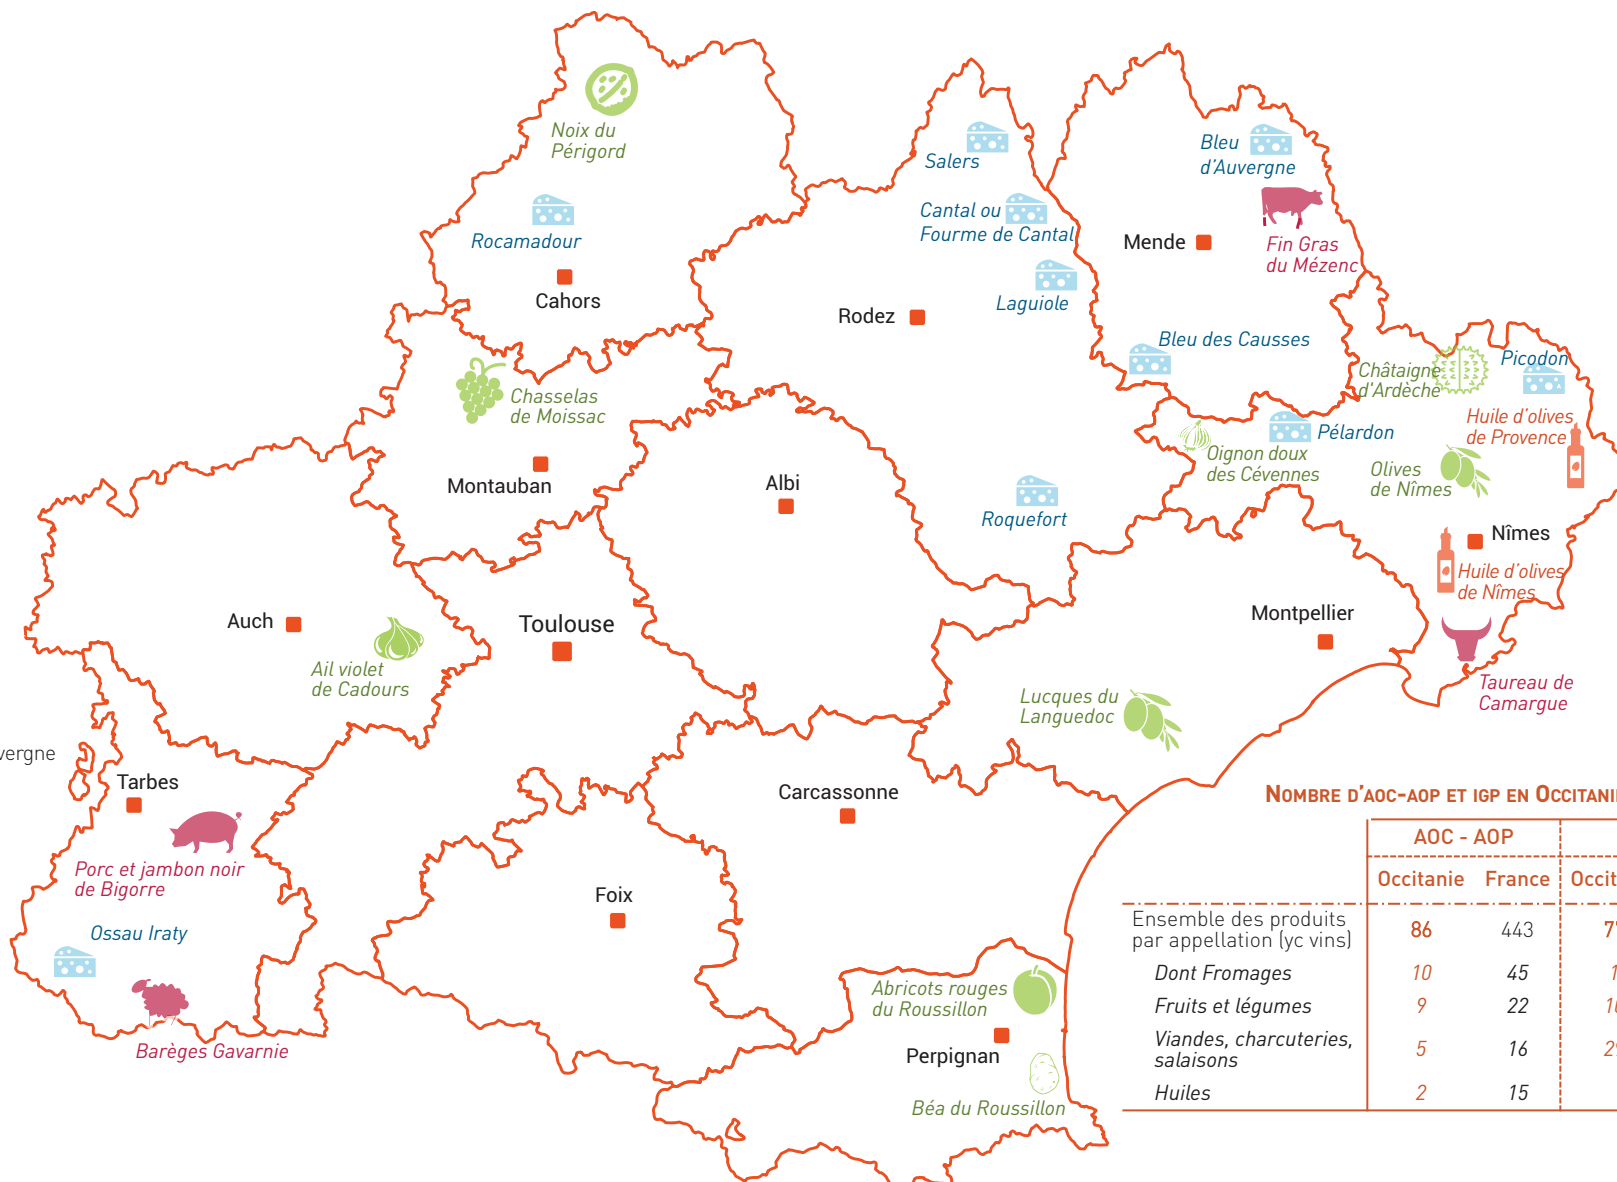 Noix du
Périgord
Salers
Bleu
d'Auvergne
Rocamadour
Cantal ou
Fourme de Cantal
Mende
Fin Gras
du Mézenc
Cahors
Laguiole
Rodez
Bleu des Causses
Châtaigne
d'Ardèche
Picodon
Chasselas
de Moissac
Huile d'olives
de Provence
Pélardon
Oignon doux
des Cévennes
Olives
de Nîmes
Montauban
Albi
Roquefort
Nîmes
Huile d'olives
de Nîmes
Auch
Toulouse
Montpellier
Ail violet
de Cadours
Lucques du
Languedoc
Taureau de
Camargue
vergne
Tarbes
Carcassonne
Porc et jambon noir
de Bigorre
Foix
Ossau Iraty
Barèges Gavarnie
Abricots rouges
du Roussillon
Perpignan
Béa du Roussillon
NOMBRE D'AOC-AOP ET IGP EN OCCITANIE
AOC - AOP
Occitanie France Occit
Ensemble des produits
par appellation (yc vins) 86 443
Dont Fromages 10 45
Fruits et légumes 9 22
Viandes, charcuteries,
salaisons 5 16
Huiles 2 15